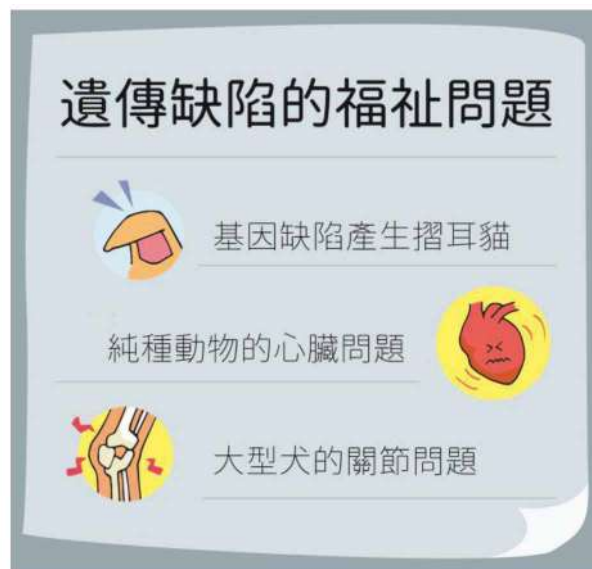 遺傳缺陷的福祉問題
基因缺陷產生摺耳貓
純種動物的心臟問題
大型犬的關節問題